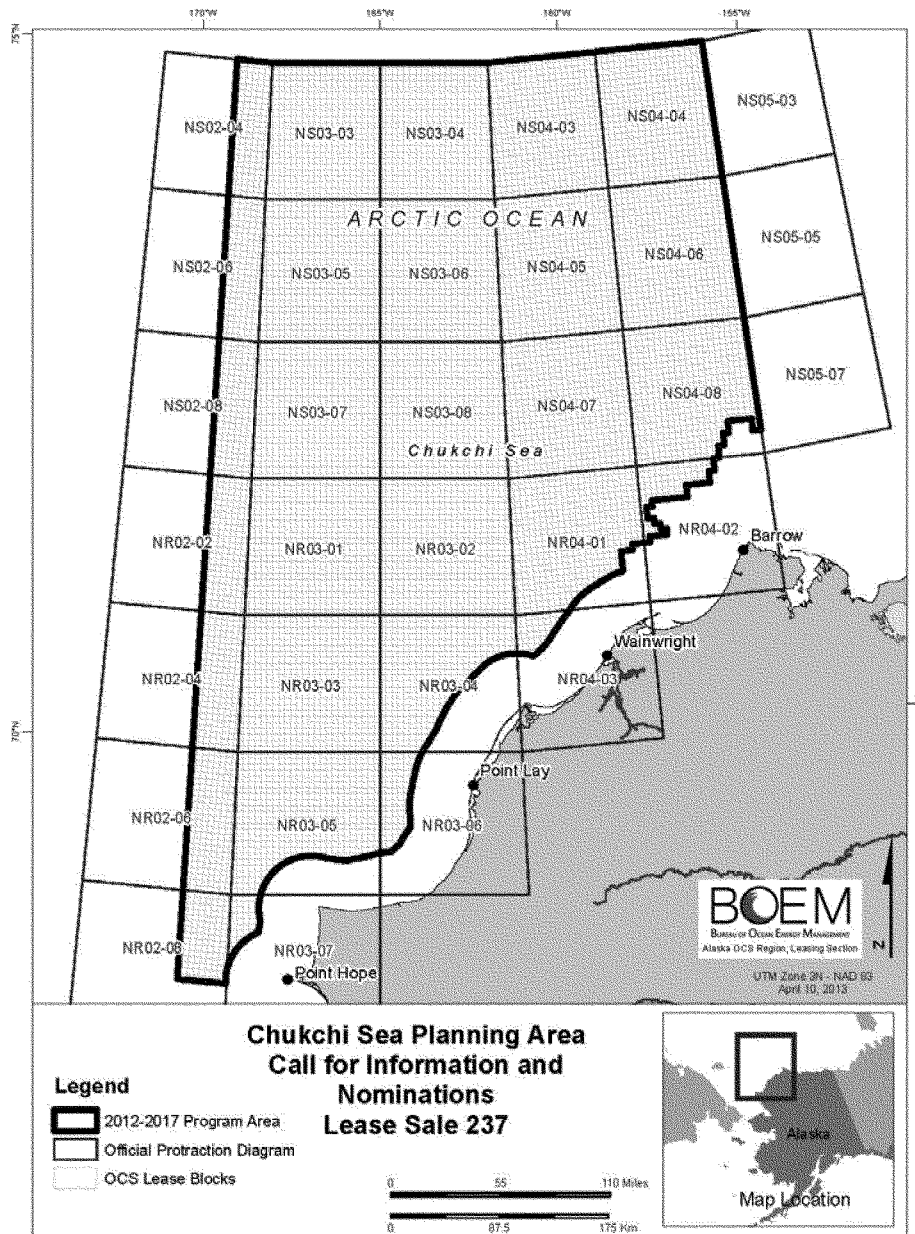 170°W 165°W 160°W 155°W
75°N
NS02-04 NS03-03 NS03-04 NS04-03 NS04-04 NS05-03
ARCTIC OCEAN
NS02-06 NS03-05 NS03-06 NS04-05 NS04-06 NS05-05
NS02-08 NS03-07 NS03-08 NS04-07 NS04-08 NS05-07
Chukchi Sea
NR02-02 NR03-01 NR03-02 NR04-01 NR04-02
Barrow
Wainwright
NR02-04 NR03-03 NR03-04 NR04-03
70°N
Point Lay
NR02-06 NR03-05 NR03-06
NR02-08 NR03-07
Point Hope
BOEM
BUREAU OF OCEAN ENERGY MANAGEMENT
Alaska OCS Region, Leasing Section
N
UTM Zone 3N - NAD 83
April 10, 2013
Chukchi Sea Planning Area
Call for Information and
Nominations
Lease Sale 237
Legend
2012-2017 Program Area
Official Protraction Diagram
OCS Lease Blocks
0 55 110 Miles
0 87.5 175 Km
Alaska
Map Location